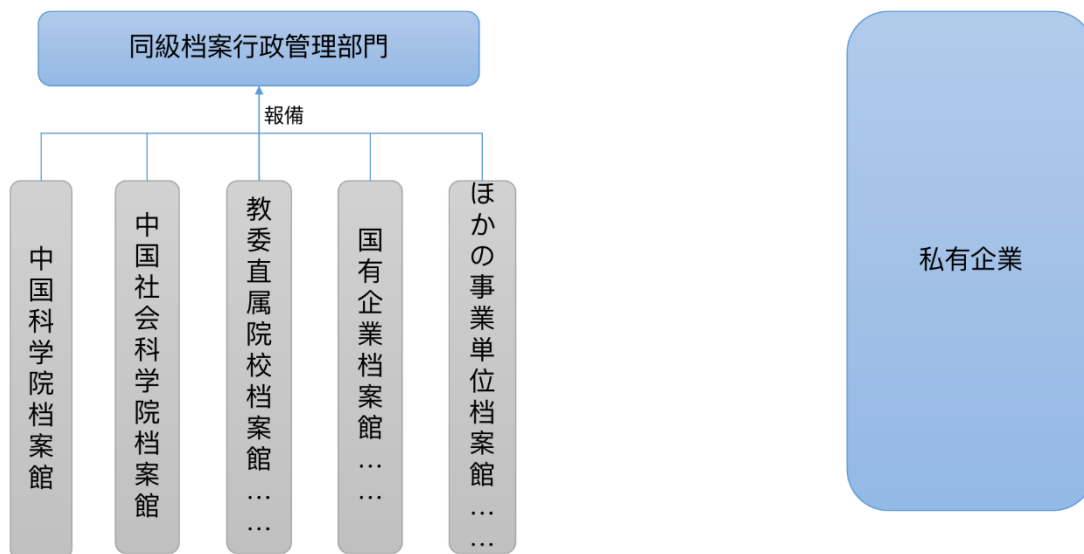 同級档案行政管理部門
報備
中国科学院档案館
中国社会科学院档案館
教委直属院校档案館……
国有企業档案館……
ほかの事業単位档案館……
私有企業